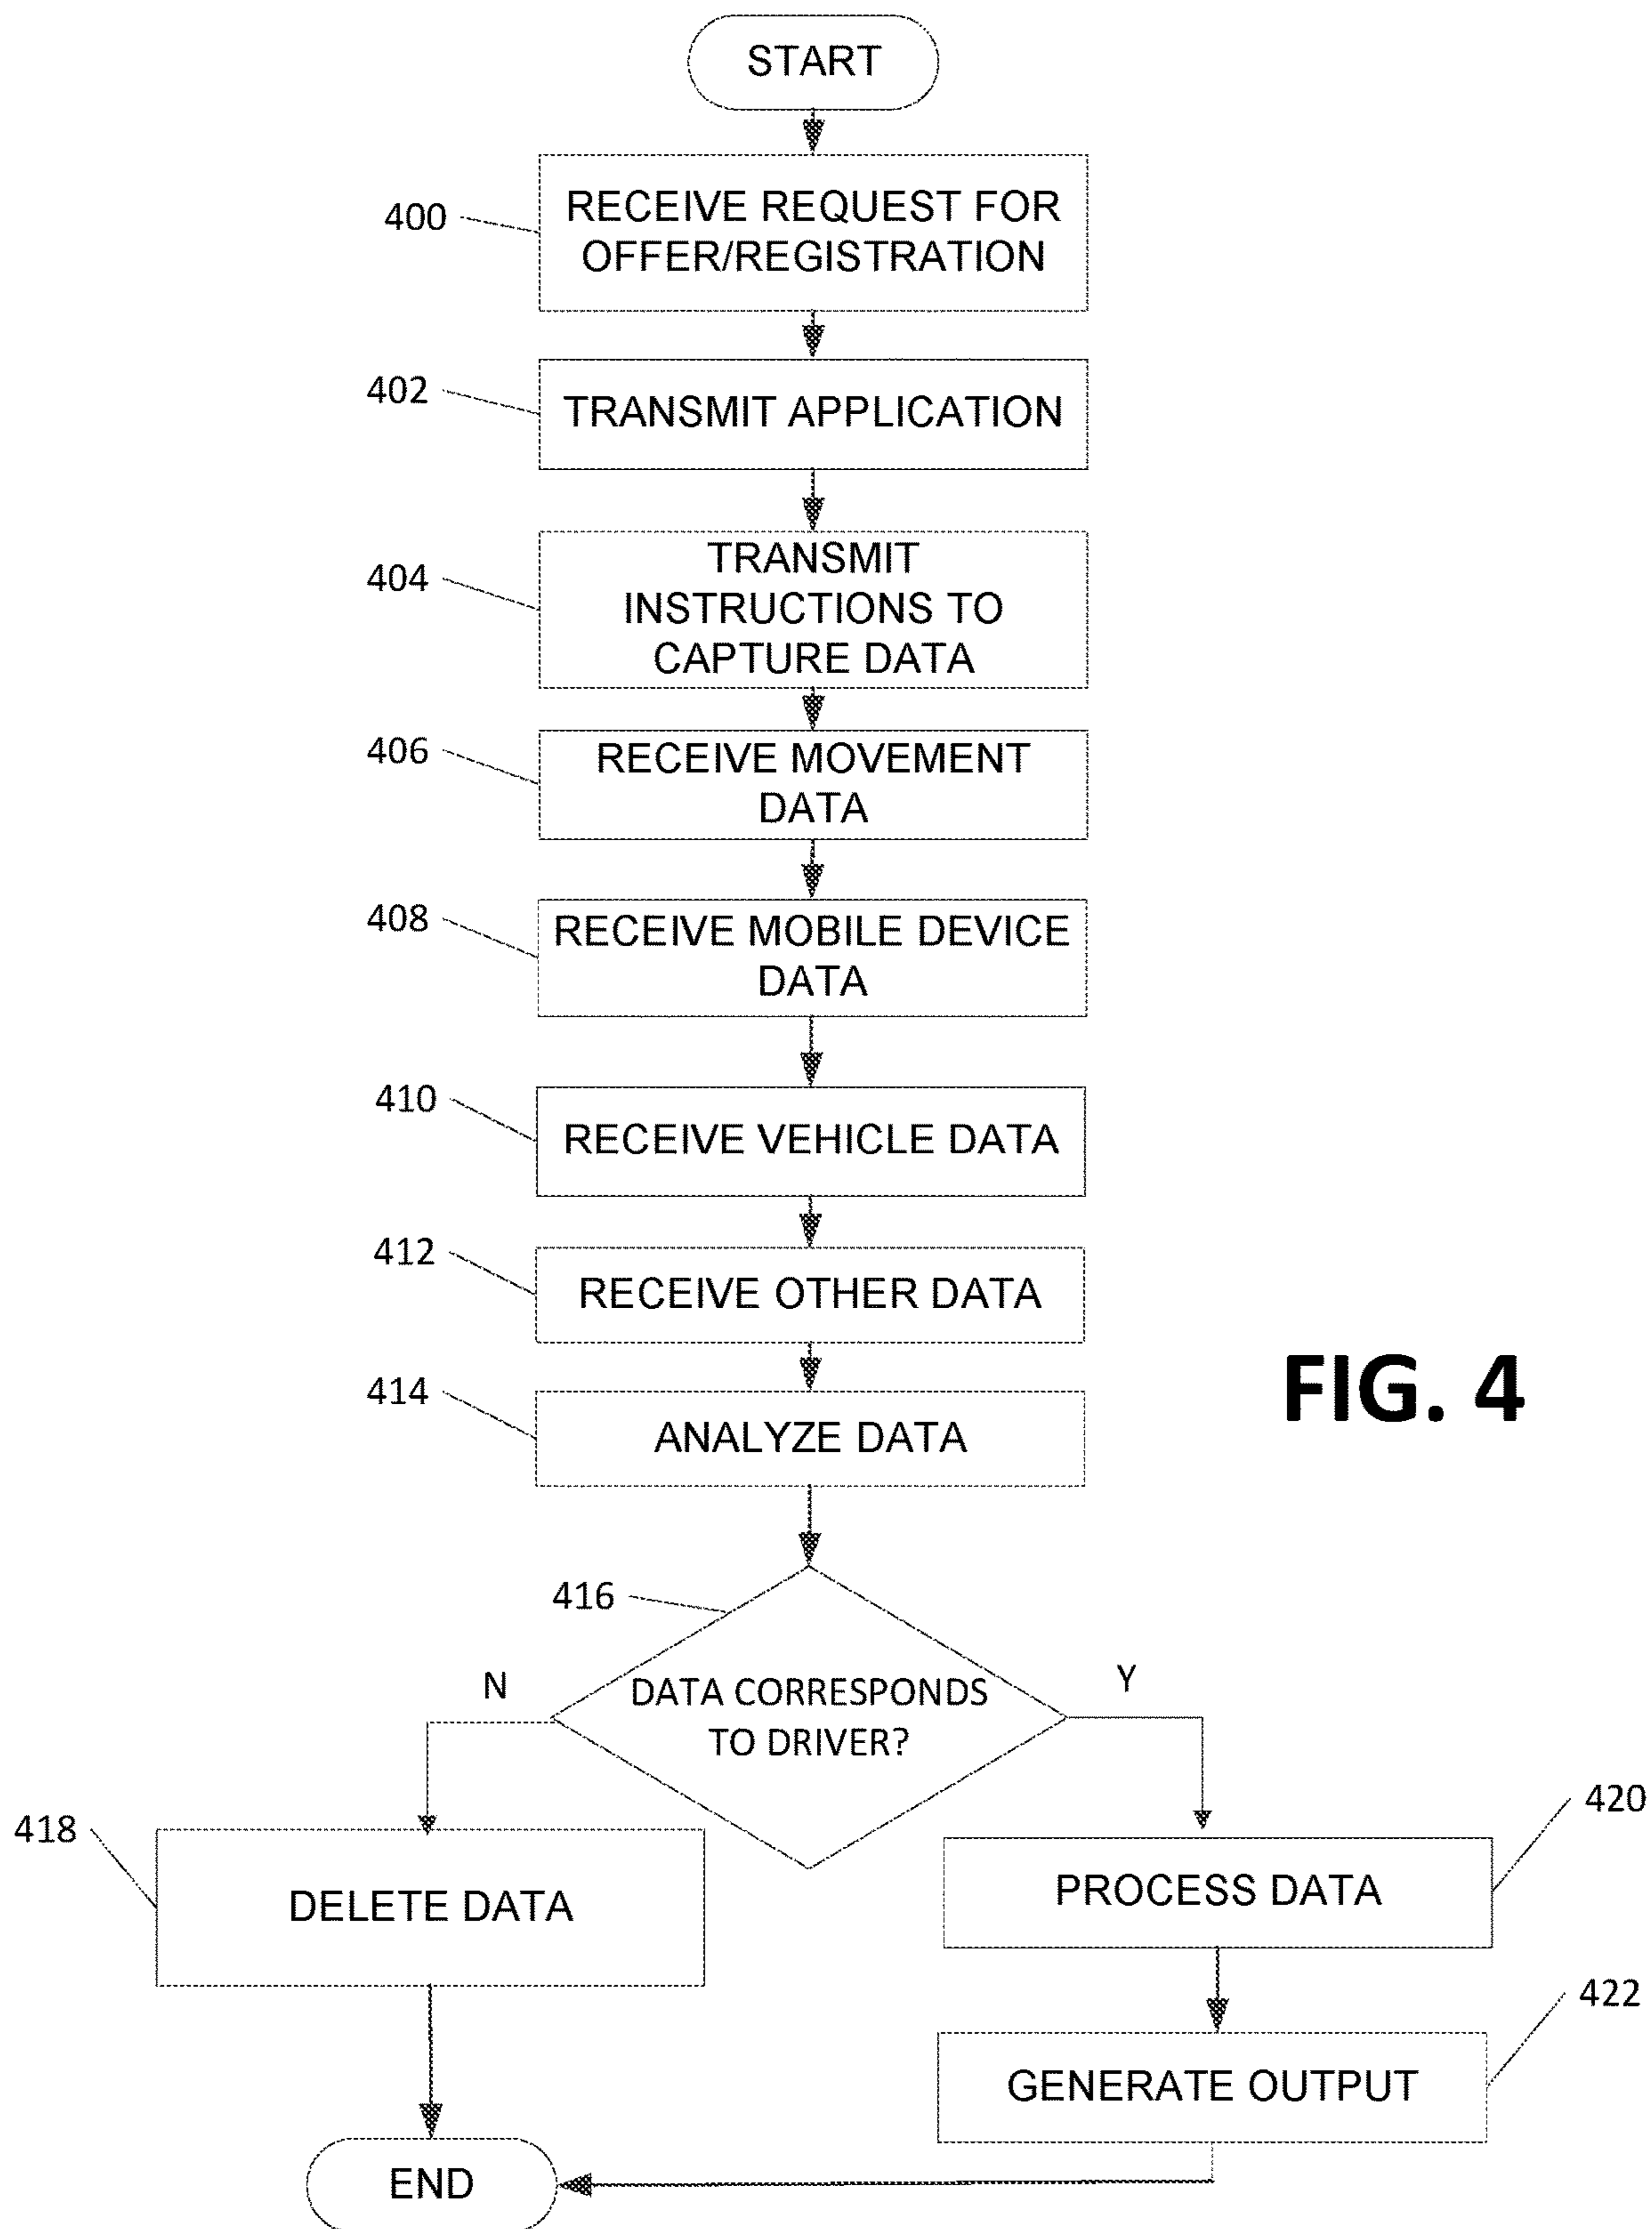 START
400
RECEIVE REQUEST FOR
OFFER/REGISTRATION
402
TRANSMIT APPLICATION
404
TRANSMIT
INSTRUCTIONS TO
CAPTURE DATA
406
RECEIVE MOVEMENT
DATA
408
RECEIVE MOBILE DEVICE
DATA
410
RECEIVE VEHICLE DATA
412
RECEIVE OTHER DATA
414
ANALYZE DATA
FIG. 4
416
DATA CORRESPONDS
TO DRIVER?
N
Y
418
DELETE DATA
420
PROCESS DATA
422
GENERATE OUTPUT
END